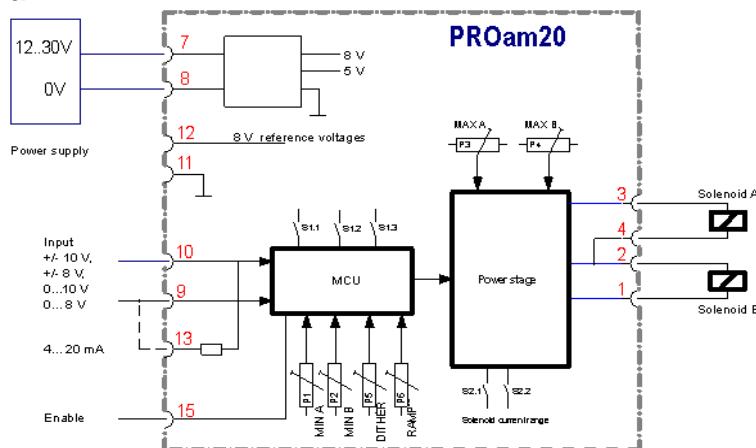 PROam20
12..30V
0V
Power supply
7
8
8 V
5 V
12
8 V reference voltages
11
MAX A
P3
MAX B
P4
3
Solenoid A
4
2
1
Solenoid B
Input
+/- 10 V,
+/- 8 V,
0...10 V
0...8 V
10
9
S1.1
S1.2
S1.3
MCU
Power stage
4...20 mA
13
P1
MIN A
P2
MIN B
P5
DITHER
P6
RAMP
S2.1
S2.2
Solenoid current range
Enable
15